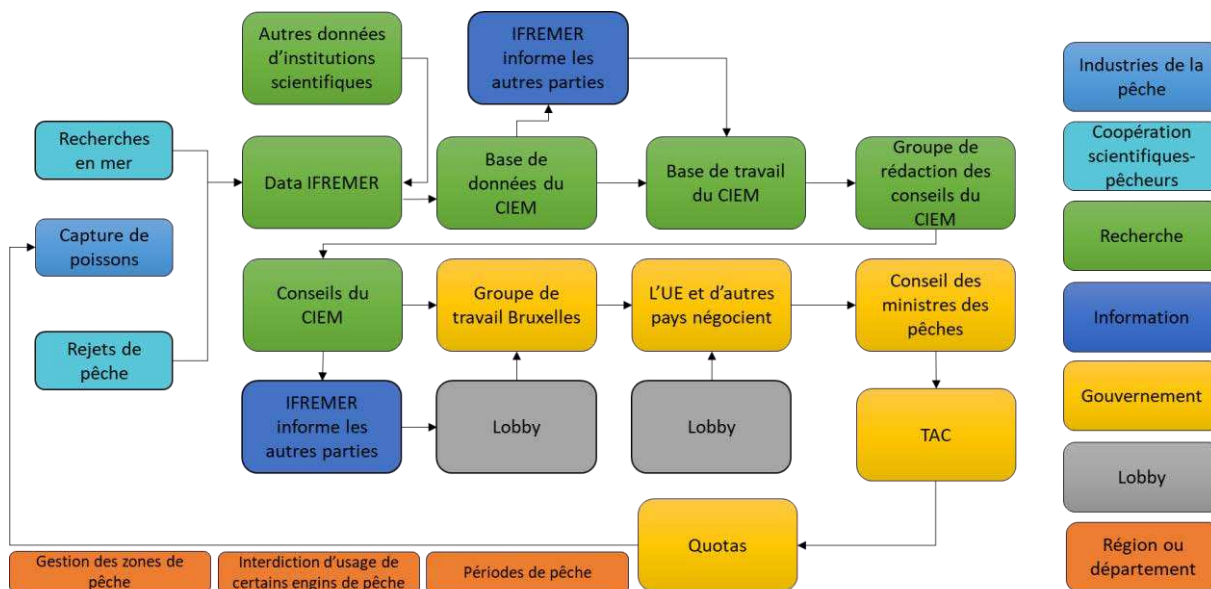 Autres données
d'institutions
scientifiques
IFREMER
informe les
autres parties
Recherches
en mer
Data IFREMER
Base de
données du
CIEM
Base de travail
du CIEM
Groupe de
rédaction des
conseils du
CIEM
Capture de
poissons
Conseils du
CIEM
Groupe de
travail Bruxelles
L'UE et d'autres
pays négocient
Conseil des
ministres des
pêches
Rejets de
pêche
IFREMER
informe les
autres parties
Lobby
Lobby
TAC
Quotas
Gestion des zones de
pêche
Interdiction d'usage de
certains engins de pêche
Périodes de pêche
Industries de la
pêche
Coopération
scientifiques-
pêcheurs
Recherche
Information
Gouvernement
Lobby
Région ou
département